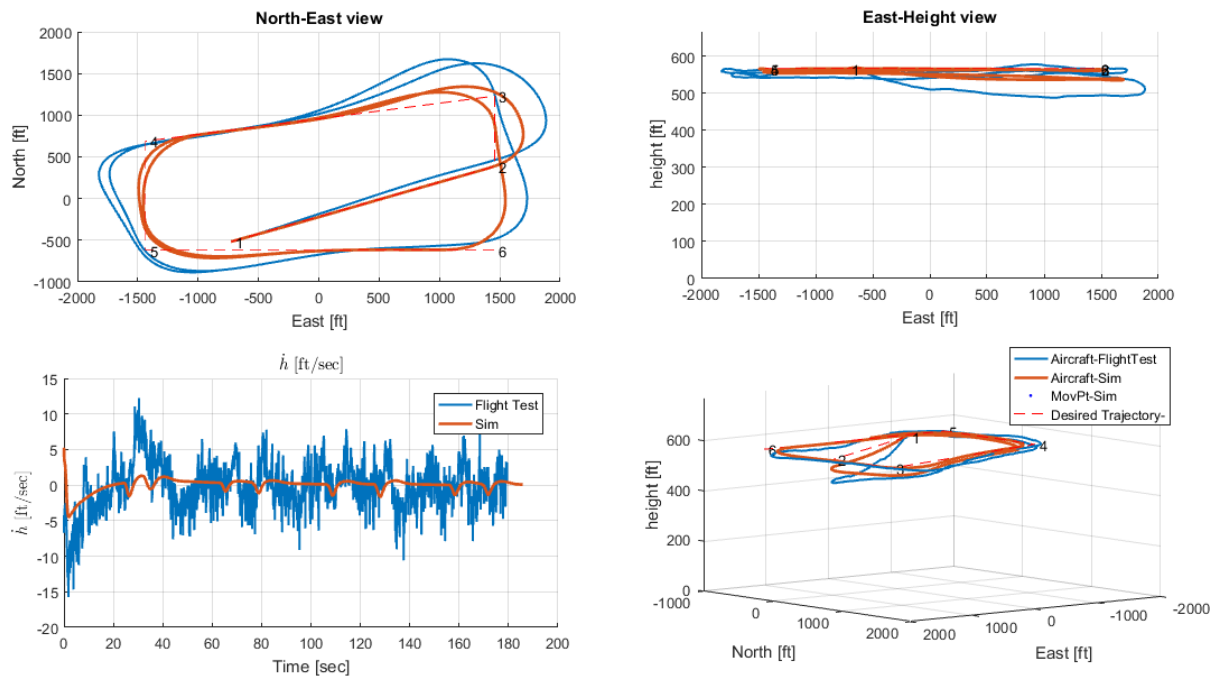 North-East view
2000
1500
1000
500
0
-500
-1000
North [ft]
-2000 -1500 -1000 -500 0 500 1000 1500 2000
East [ft]
1
2
3
4
5
6
East-Height view
600
500
400
300
200
100
0
height [ft]
-2000 -1500 -1000 -500 0 500 1000 1500 2000
East [ft]
1
ḣ [ft/sec]
15
10
5
0
-5
-10
-15
-20
ḣ [ft/sec]
0 20 40 60 80 100 120 140 160 180 200
Time [sec]
Flight Test
Sim
Aircraft-FlightTest
Aircraft-Sim
MovPt-Sim
Desired Trajectory-
600
400
200
0
height [ft]
-1000 0 1000 2000
North [ft]
2000 1000 0 -1000 -2000
East [ft]
1
2
3
4
5
6